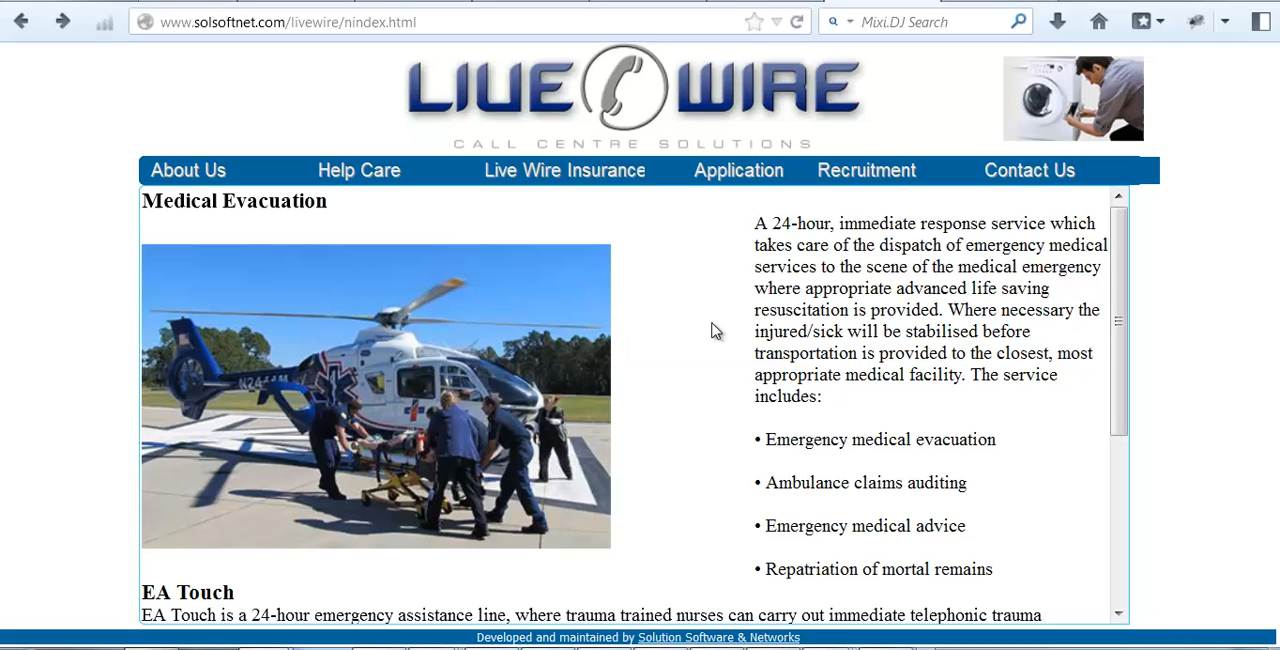 www.solsoftnet.com/livewire/nindex.html
Mixi.DJ Search
LIVE WIRE
CALL CENTRE SOLUTIONS
About Us Help Care Live Wire Insurance Application Recruitment Contact Us
Medical Evacuation
A 24-hour, immediate response service which
takes care of the dispatch of emergency medical
services to the scene of the medical emergency
where appropriate advanced life saving
resuscitation is provided. Where necessary the
injured/sick will be stabilised before
transportation is provided to the closest, most
appropriate medical facility. The service
includes:
• Emergency medical evacuation
• Ambulance claims auditing
• Emergency medical advice
• Repatriation of mortal remains
EA Touch
EA Touch is a 24-hour emergency assistance line, where trauma trained nurses can carry out immediate telephonic trauma
Developed and maintained by Solution Software & Networks